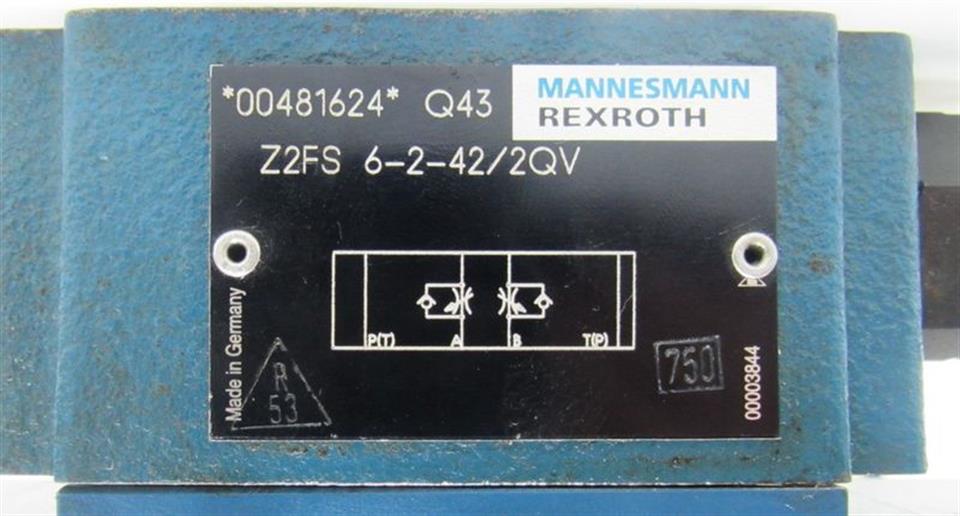 *00481624* Q43
MANNESMANN
REXROTH
Z2FS 6-2-42/2QV
P(T) A B T(P)
Made in Germany
R
53
750
00003844